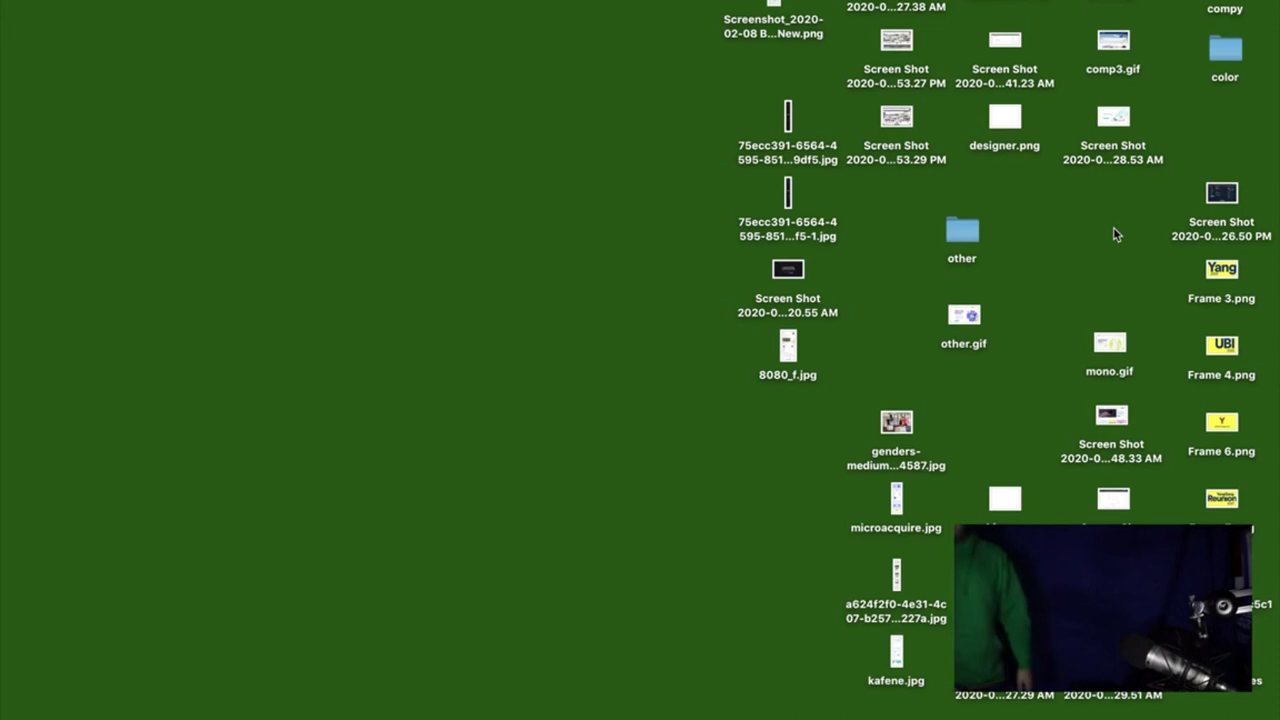 Screenshot_2020-
02-08 B...New.png
2020-0...27.38 AM
compy
Screen Shot
2020-0...53.27 PM
Screen Shot
2020-0...41.23 AM
comp3.gif
color
75ecc391-6564-4
595-851...9df5.jpg
Screen Shot
2020-0...53.29 PM
designer.png
Screen Shot
2020-0...28.53 AM
75ecc391-6564-4
595-851...f5-1.jpg
other
Screen Shot
2020-0...26.50 PM
Screen Shot
2020-0...20.55 AM
other.gif
Yang
Frame 3.png
8080_f.jpg
mono.gif
UBI
Frame 4.png
genders-
medium...4587.jpg
Screen Shot
2020-0...48.33 AM
Y
Frame 6.png
microacquire.jpg
Reunion
a624f2f0-4e31-4c
07-b257...227a.jpg
5c1
kafene.jpg
es
2020-0...27.29 AM
2020-0...29.51 AM